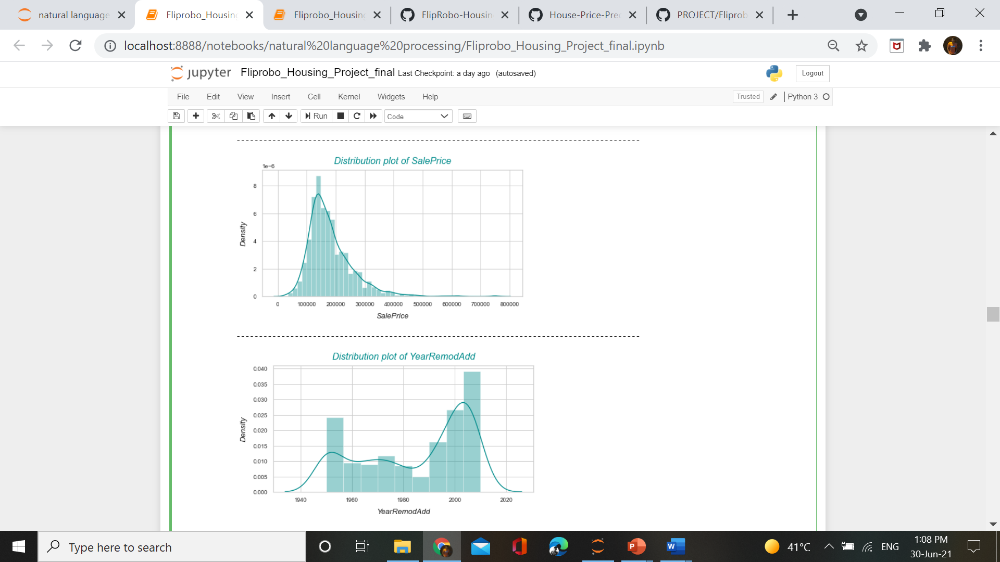 natural language
Fliprobo_Housing
Fliprobo_Housing
FlipRobo-Housin
House-Price-Pred
PROJECT/Fliprob
localhost:8888/notebooks/natural%20language%20processing/Fliprobo_Housing_Project_final.ipynb
jupyter Fliprobo_Housing_Project_final Last Checkpoint: a day ago (autosaved)
Logout
File Edit View Insert Cell Kernel Widgets Help
Trusted Python 3
Run Code
--------------------------------------------------------------------------------------------
Distribution plot of SalePrice
1e−6
8
6
4
2
0
Density
0 100000 200000 300000 400000 500000 600000 700000 800000
SalePrice
--------------------------------------------------------------------------------------------
Distribution plot of YearRemodAdd
0.040
0.035
0.030
0.025
0.020
0.015
0.010
0.005
0.000
Density
1940 1960 1980 2000 2020
YearRemodAdd
Type here to search
P
W
41°C
ENG
1:08 PM
30-Jun-21